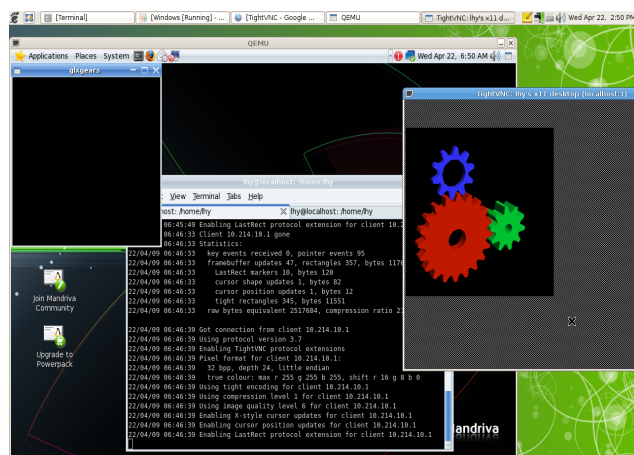 [Terminal]
[Windows [Running] - ...
[TightVNC - Google ...
QEMU
TightVNC: lhy's x11 d...
Wed Apr 22, 2:50 PM
QEMU
Applications Places System
Wed Apr 22, 6:50 AM
glxgears
TightVNC: lhy's x11 desktop (localhost:1)
lhy@localhost: /home/lhy
View Terminal Tabs Help
host: /home/lhy
lhy@localhost: /home/lhy
06:45:49 Enabling LastRect protocol extension for client 10.2
06:46:33 Client 10.214.10.1 gone
06:46:33 Statistics:
22/04/09 06:46:33 key events received 0, pointer events 95
22/04/09 06:46:33 framebuffer updates 47, rectangles 357, bytes 1176
22/04/09 06:46:33 LastRect markers 10, bytes 120
22/04/09 06:46:33 cursor shape updates 1, bytes 82
22/04/09 06:46:33 cursor position updates 1, bytes 12
22/04/09 06:46:33 tight rectangles 345, bytes 11551
22/04/09 06:46:33 raw bytes equivalent 2517684, compression ratio 21
22/04/09 06:46:39 Got connection from client 10.214.10.1
22/04/09 06:46:39 Using protocol version 3.7
22/04/09 06:46:39 Enabling TightVNC protocol extensions
22/04/09 06:46:39 Pixel format for client 10.214.10.1:
22/04/09 06:46:39 32 bpp, depth 24, little endian
22/04/09 06:46:39 true colour: max r 255 g 255 b 255, shift r 16 g 8 b 0
22/04/09 06:46:39 Using tight encoding for client 10.214.10.1
22/04/09 06:46:39 Using compression level 1 for client 10.214.10.1
22/04/09 06:46:39 Using image quality level 6 for client 10.214.10.1
22/04/09 06:46:39 Enabling X-style cursor updates for client 10.214.10.1
22/04/09 06:46:39 Enabling cursor position updates for client 10.214.10.1
22/04/09 06:46:39 Enabling LastRect protocol extension for client 10.214.10.1
Join Mandriva
Community
Upgrade to
Powerpack
andriva